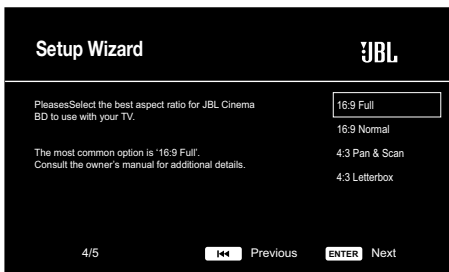 Setup Wizard
JBL
PleasesSelect the best aspect ratio for JBL Cinema
BD to use with your TV.
The most common option is '16:9 Full'.
Consult the owner's manual for additional details.
16:9 Full
16:9 Normal
4:3 Pan & Scan
4:3 Letterbox
4/5
Previous
ENTER Next